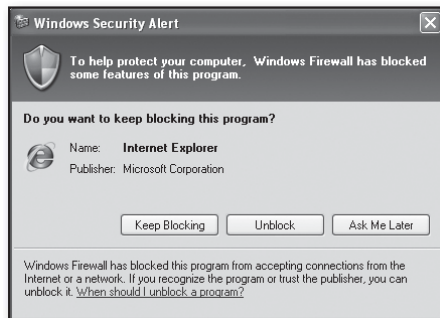 Windows Security Alert
To help protect your computer, Windows Firewall has blocked
some features of this program.
Do you want to keep blocking this program?
Name: Internet Explorer
Publisher: Microsoft Corporation
Keep Blocking Unblock Ask Me Later
Windows Firewall has blocked this program from accepting connections from the
Internet or a network. If you recognize the program or trust the publisher, you can
unblock it. When should I unblock a program?